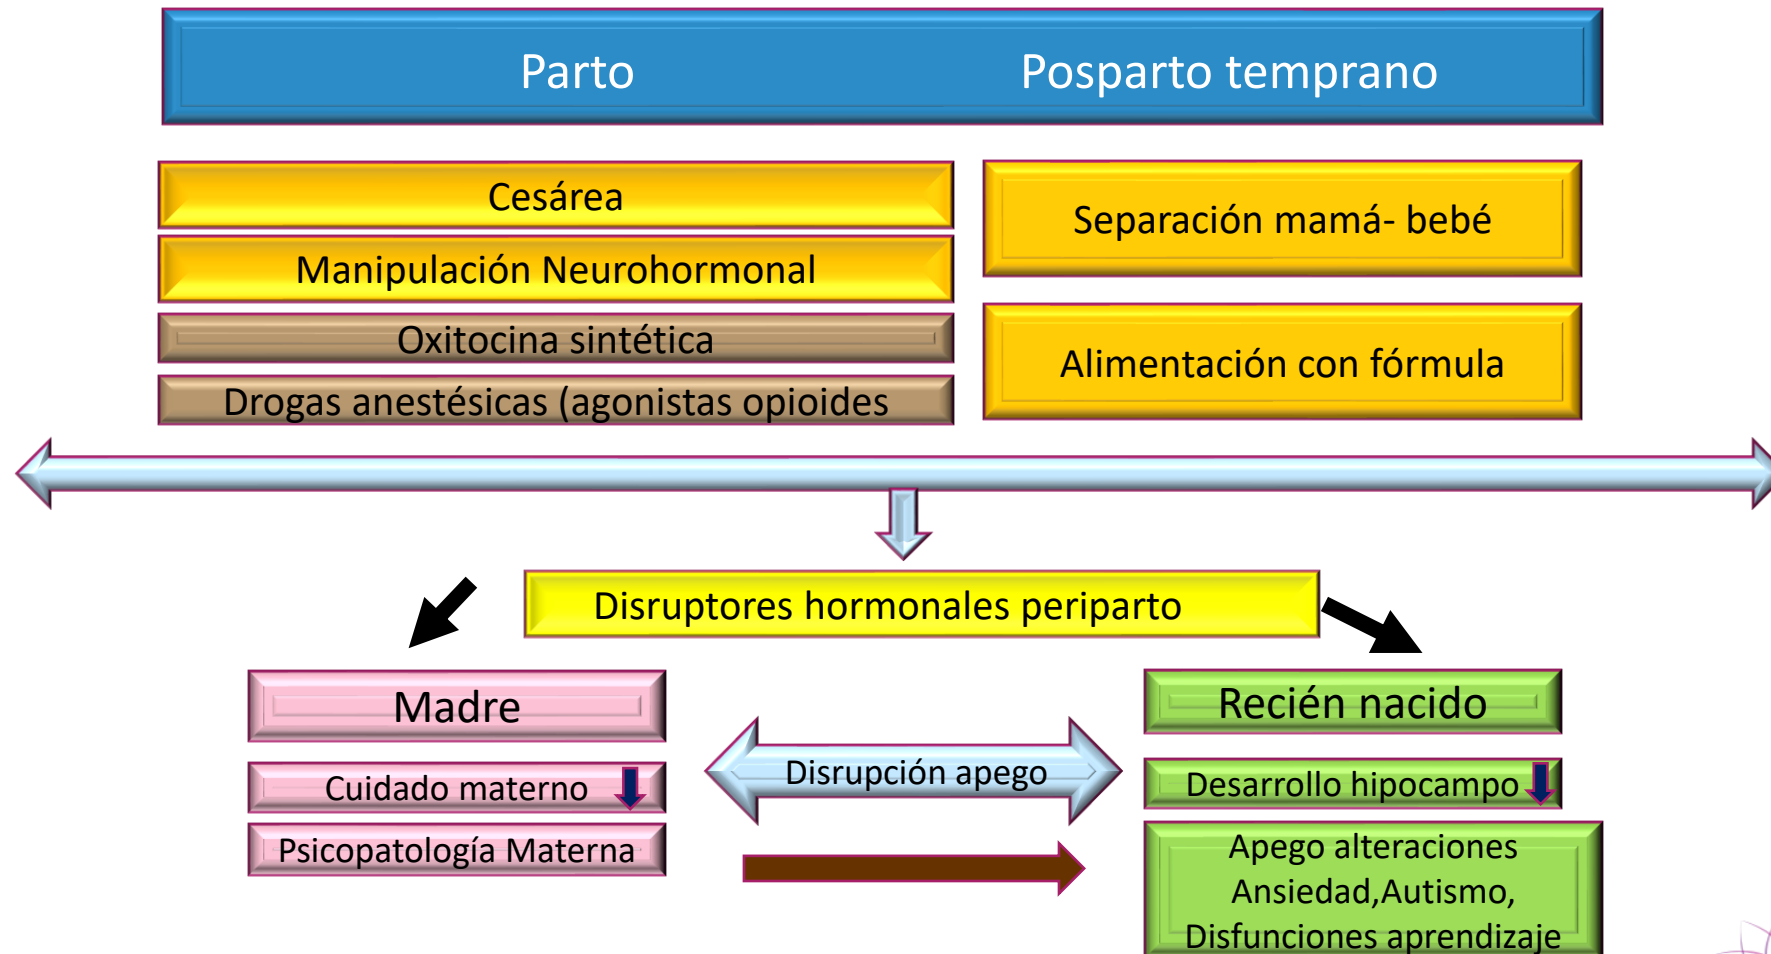 Parto
Posparto temprano
Cesárea
Manipulación Neurohormonal
Oxitocina sintética
Drogas anestésicas (agonistas opioides
Separación mamá- bebé
Alimentación con fórmula
Disruptores hormonales periparto
Madre
Cuidado materno
Psicopatología Materna
Disrupción apego
Recién nacido
Desarrollo hipocampo
Apego alteraciones
Ansiedad,Autismo,
Disfunciones aprendizaje